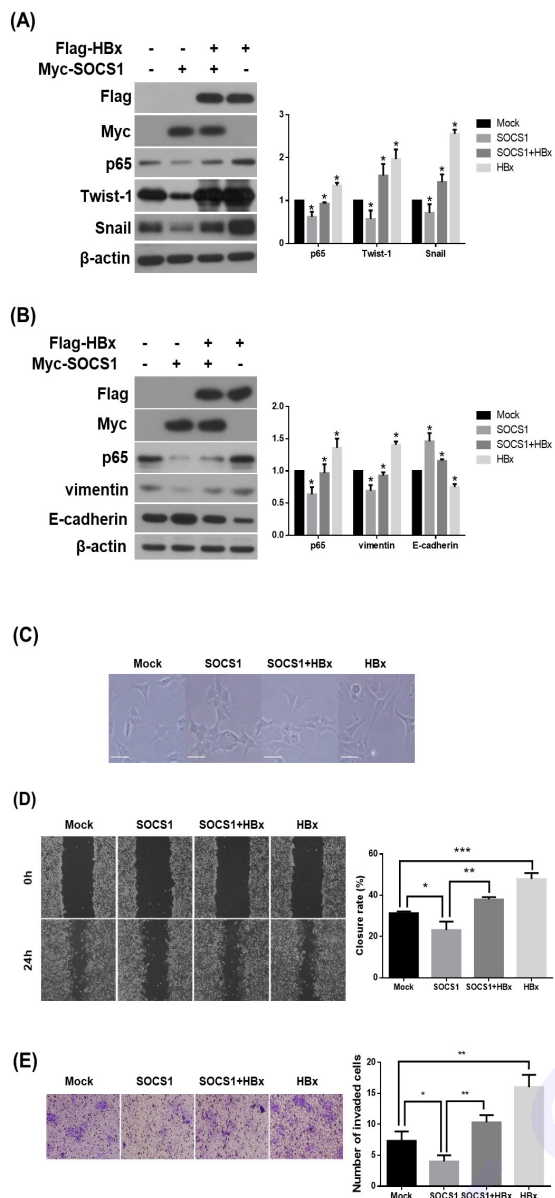 (A)
Flag-HBx - - + +
Myc-SOCS1 - + + -
Flag
Myc
p65
Twist-1
Snail
β-actin
3
2
1
0
* * * * * * * * *
p65 Twist-1 Snail
Mock
SOCS1
SOCS1+HBx
HBx
(B)
Flag-HBx - - + +
Myc-SOCS1 - + + -
Flag
Myc
p65
vimentin
E-cadherin
β-actin
2.0
1.5
1.0
0.5
0.0
* * * * * * * * *
p65 vimentin E-cadherin
Mock
SOCS1
SOCS1+HBx
HBx
(C)
Mock SOCS1 SOCS1+HBx HBx
(D)
Mock SOCS1 SOCS1+HBx HBx
0h
24h
Closure rate (%)
60
40
20
0
***
**
*
Mock SOCS1 SOCS1+HBx HBx
(E)
Mock SOCS1 SOCS1+HBx HBx
Number of invaded cells
20
15
10
5
0
**
* **
Mock SOCS1 SOCS1+HBx HBx